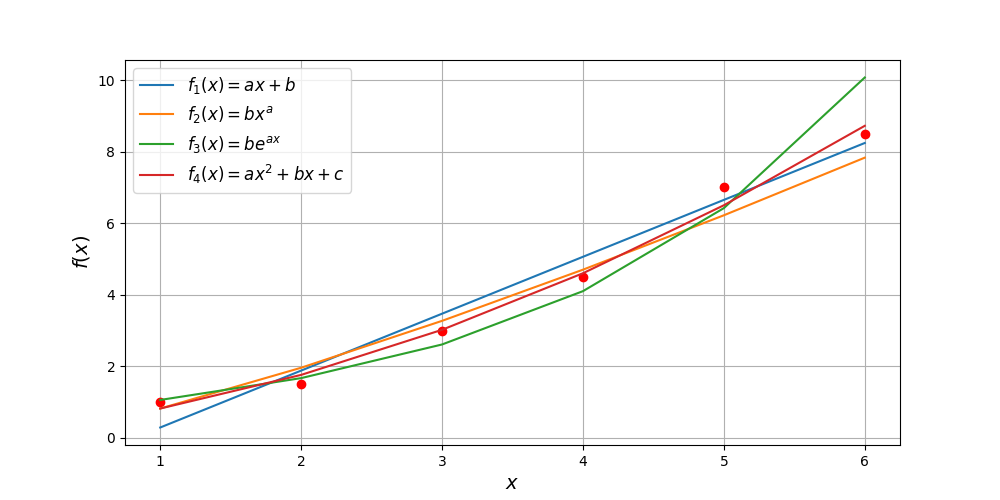 10
8
6
4
2
0
f(x)
f₁(x) = ax + b
f₂(x) = bxᵃ
f₃(x) = beᵃˣ
f₄(x) = ax² + bx + c
1 2 3 4 5 6
x